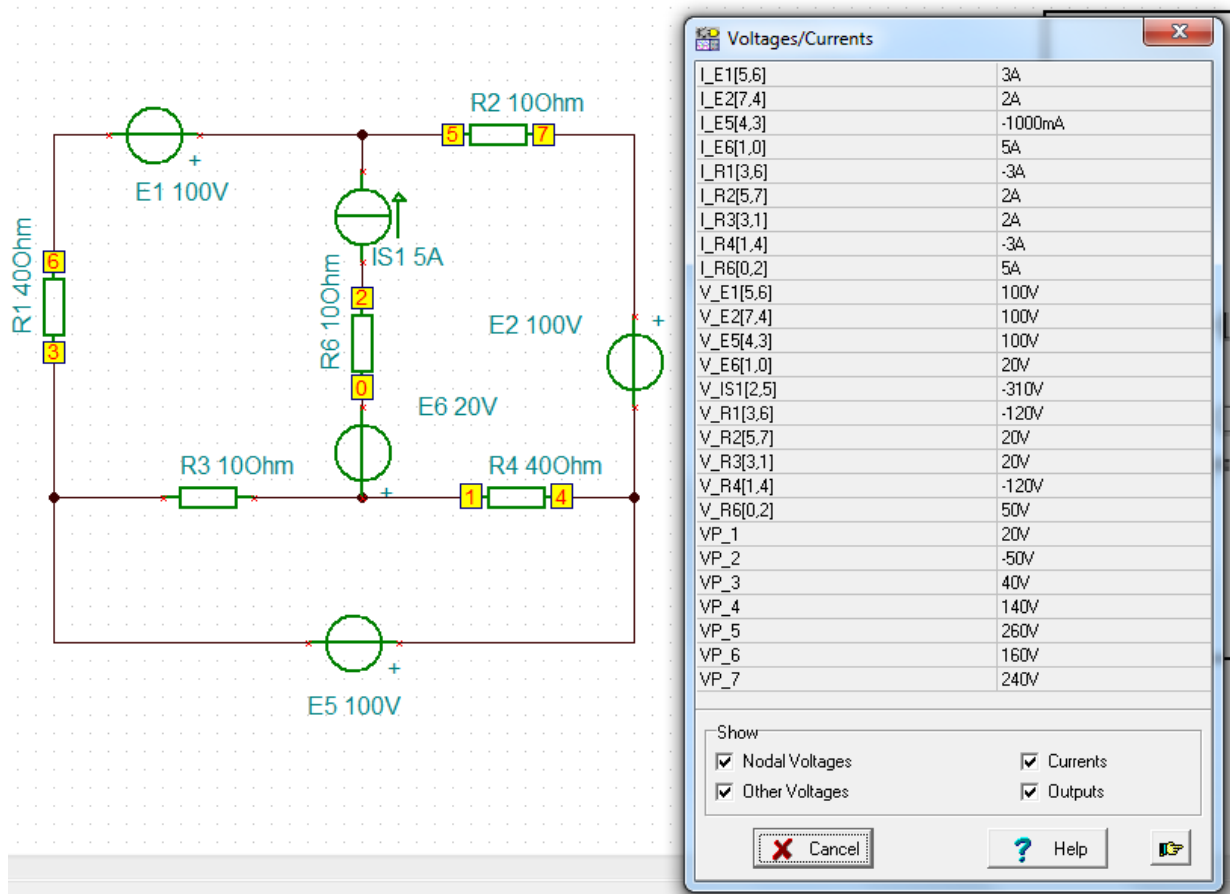 R2 10Ohm
5
7
+
E1 100V
IS1 5A
R1 40Ohm
6
3
R6 10Ohm
2
0
E2 100V
+
E6 20V
+
R3 10Ohm
R4 40Ohm
1
4
+
E5 100V
Voltages/Currents
I_E1[5,6] 3A
I_E2[7,4] 2A
I_E5[4,3] -1000mA
I_E6[1,0] 5A
I_R1[3,6] -3A
I_R2[5,7] 2A
I_R3[3,1] 2A
I_R4[1,4] -3A
I_R6[0,2] 5A
V_E1[5,6] 100V
V_E2[7,4] 100V
V_E5[4,3] 100V
V_E6[1,0] 20V
V_IS1[2,5] -310V
V_R1[3,6] -120V
V_R2[5,7] 20V
V_R3[3,1] 20V
V_R4[1,4] -120V
V_R6[0,2] 50V
VP_1 20V
VP_2 -50V
VP_3 40V
VP_4 140V
VP_5 260V
VP_6 160V
VP_7 240V
Show
Nodal Voltages
Currents
Other Voltages
Outputs
Cancel
? Help